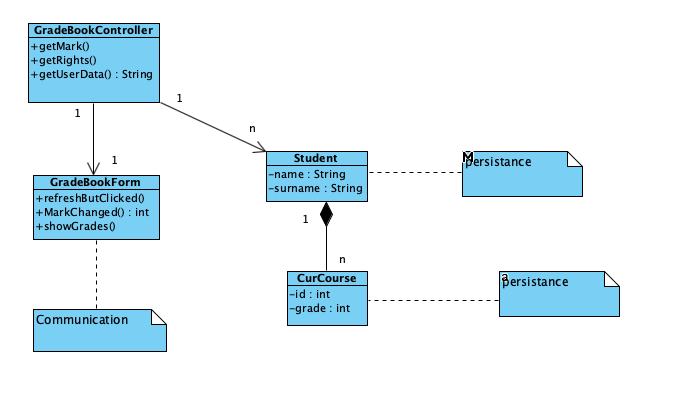 GradeBookController
+getMark()
+getRights()
+getUserData() : String
1
1
n
1
GradeBookForm
+refreshButClicked()
+MarkChanged() : int
+showGrades()
Student
-name : String
-surname : String
M
persistance
1
n
CurCourse
-id : int
-grade : int
a
persistance
Communication